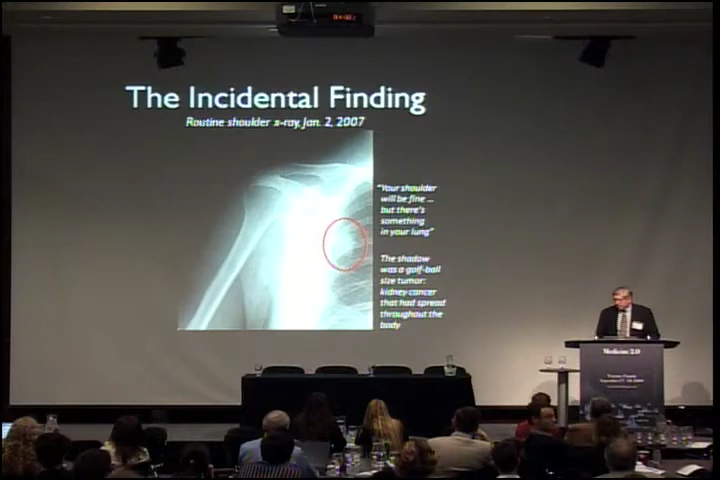 The Incidental Finding
Routine shoulder x-ray, Jan. 2, 2007
"Your shoulder
will be fine ...
but there's
something
in your lung"
The shadow
was a golf-ball
size tumor:
kidney cancer
that had spread
throughout the
body
Medicine 2.0